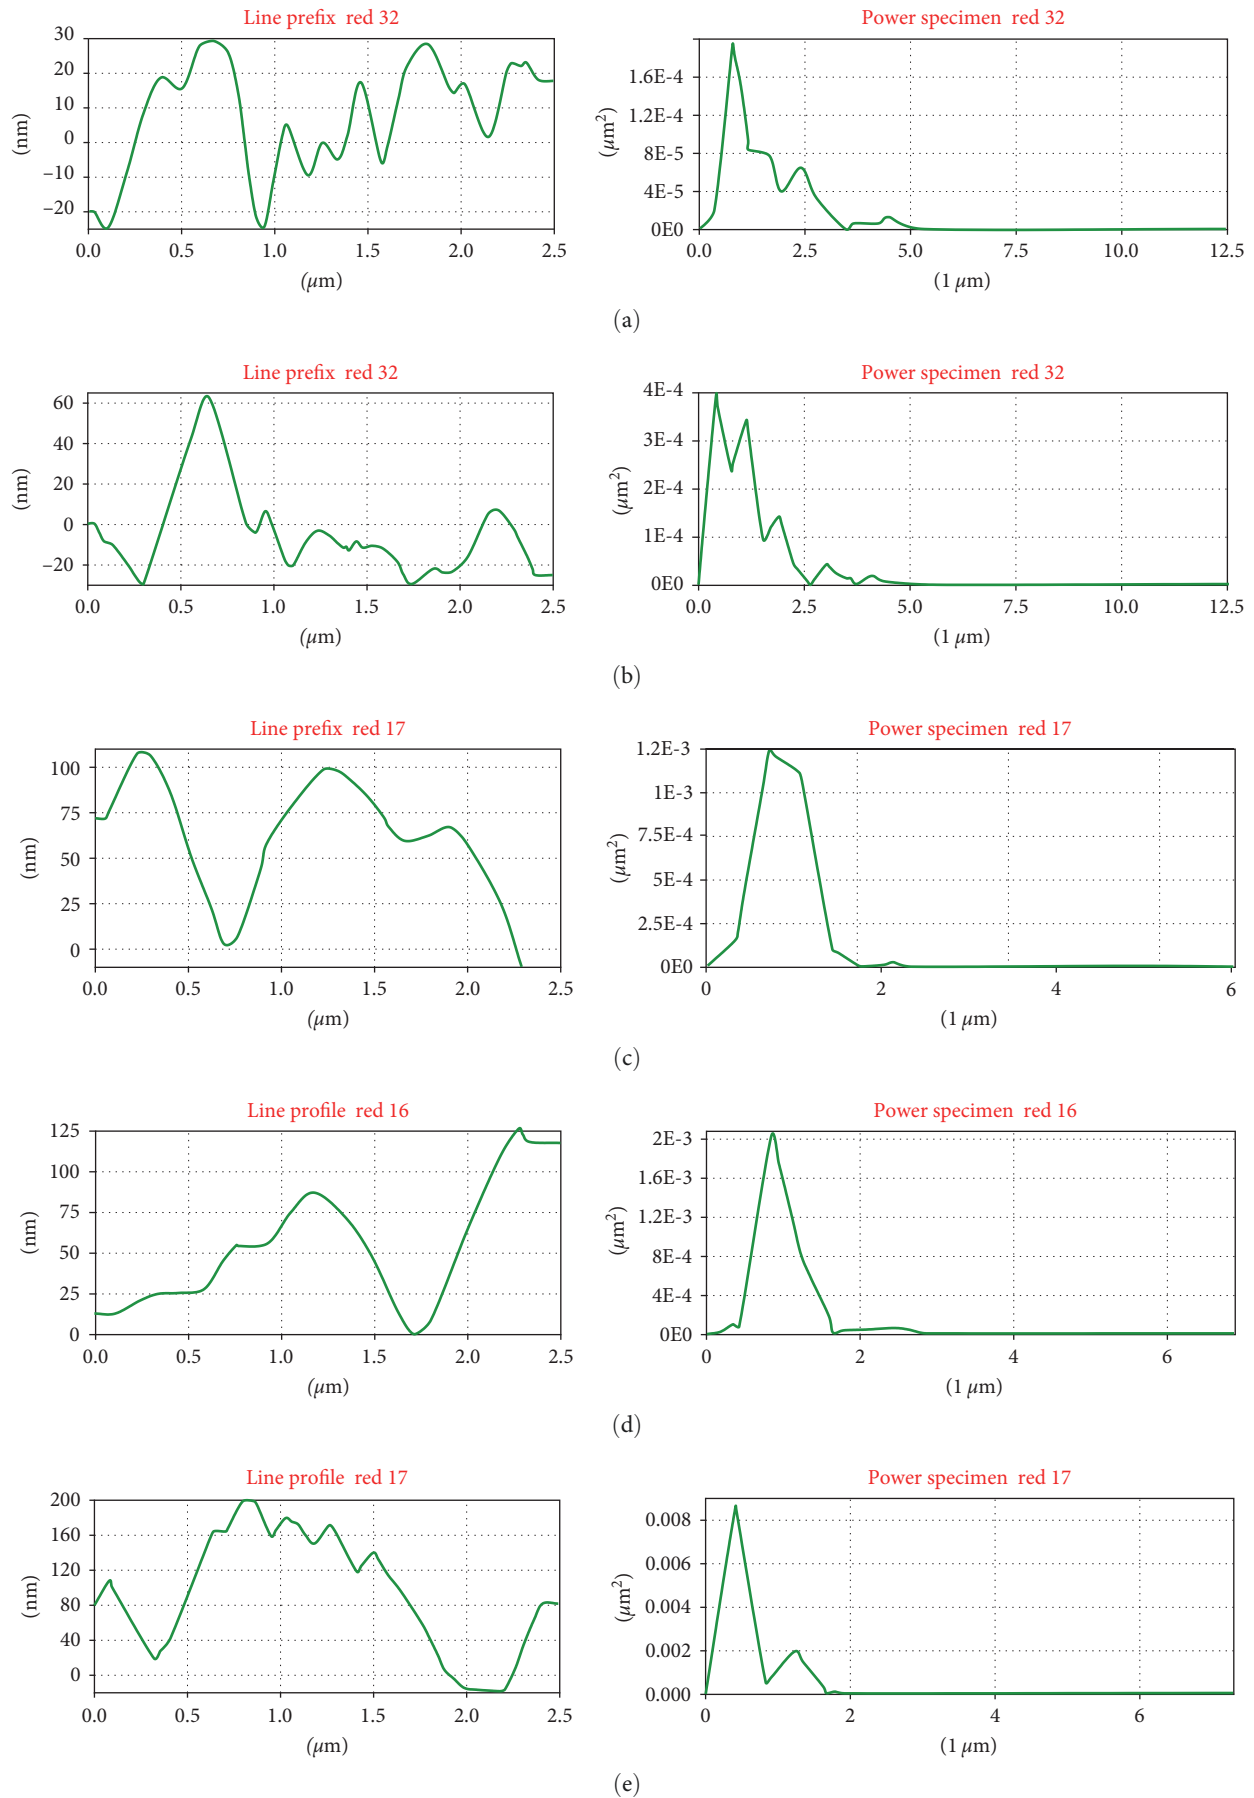 Line prefix red 32
Power specimen red 32
30
20
10
0
–10
–20
(nm)
0.0 0.5 1.0 1.5 2.0 2.5
(µm)
1.6E-4
1.2E-4
8E-5
4E-5
0E0
(µm²)
0.0 2.5 5.0 7.5 10.0 12.5
(1 µm)
(a)
Line prefix red 32
Power specimen red 32
60
40
20
0
–20
(nm)
0.0 0.5 1.0 1.5 2.0 2.5
(µm)
4E-4
3E-4
2E-4
1E-4
0E0
(µm²)
0.0 2.5 5.0 7.5 10.0 12.5
(1 µm)
(b)
Line prefix red 17
Power specimen red 17
100
75
50
25
0
(nm)
0.0 0.5 1.0 1.5 2.0 2.5
(µm)
1.2E-3
1E-3
7.5E-4
5E-4
2.5E-4
0E0
(µm²)
0 2 4 6
(1 µm)
(c)
Line profile red 16
Power specimen red 16
125
100
75
50
25
0
(nm)
0.0 0.5 1.0 1.5 2.0 2.5
(µm)
2E-3
1.6E-3
1.2E-3
8E-4
4E-4
0E0
(µm²)
0 2 4 6
(1 µm)
(d)
Line profile red 17
Power specimen red 17
200
160
120
80
40
0
(nm)
0.0 0.5 1.0 1.5 2.0 2.5
(µm)
0.008
0.006
0.004
0.002
0.000
(µm²)
0 2 4 6
(1 µm)
(e)